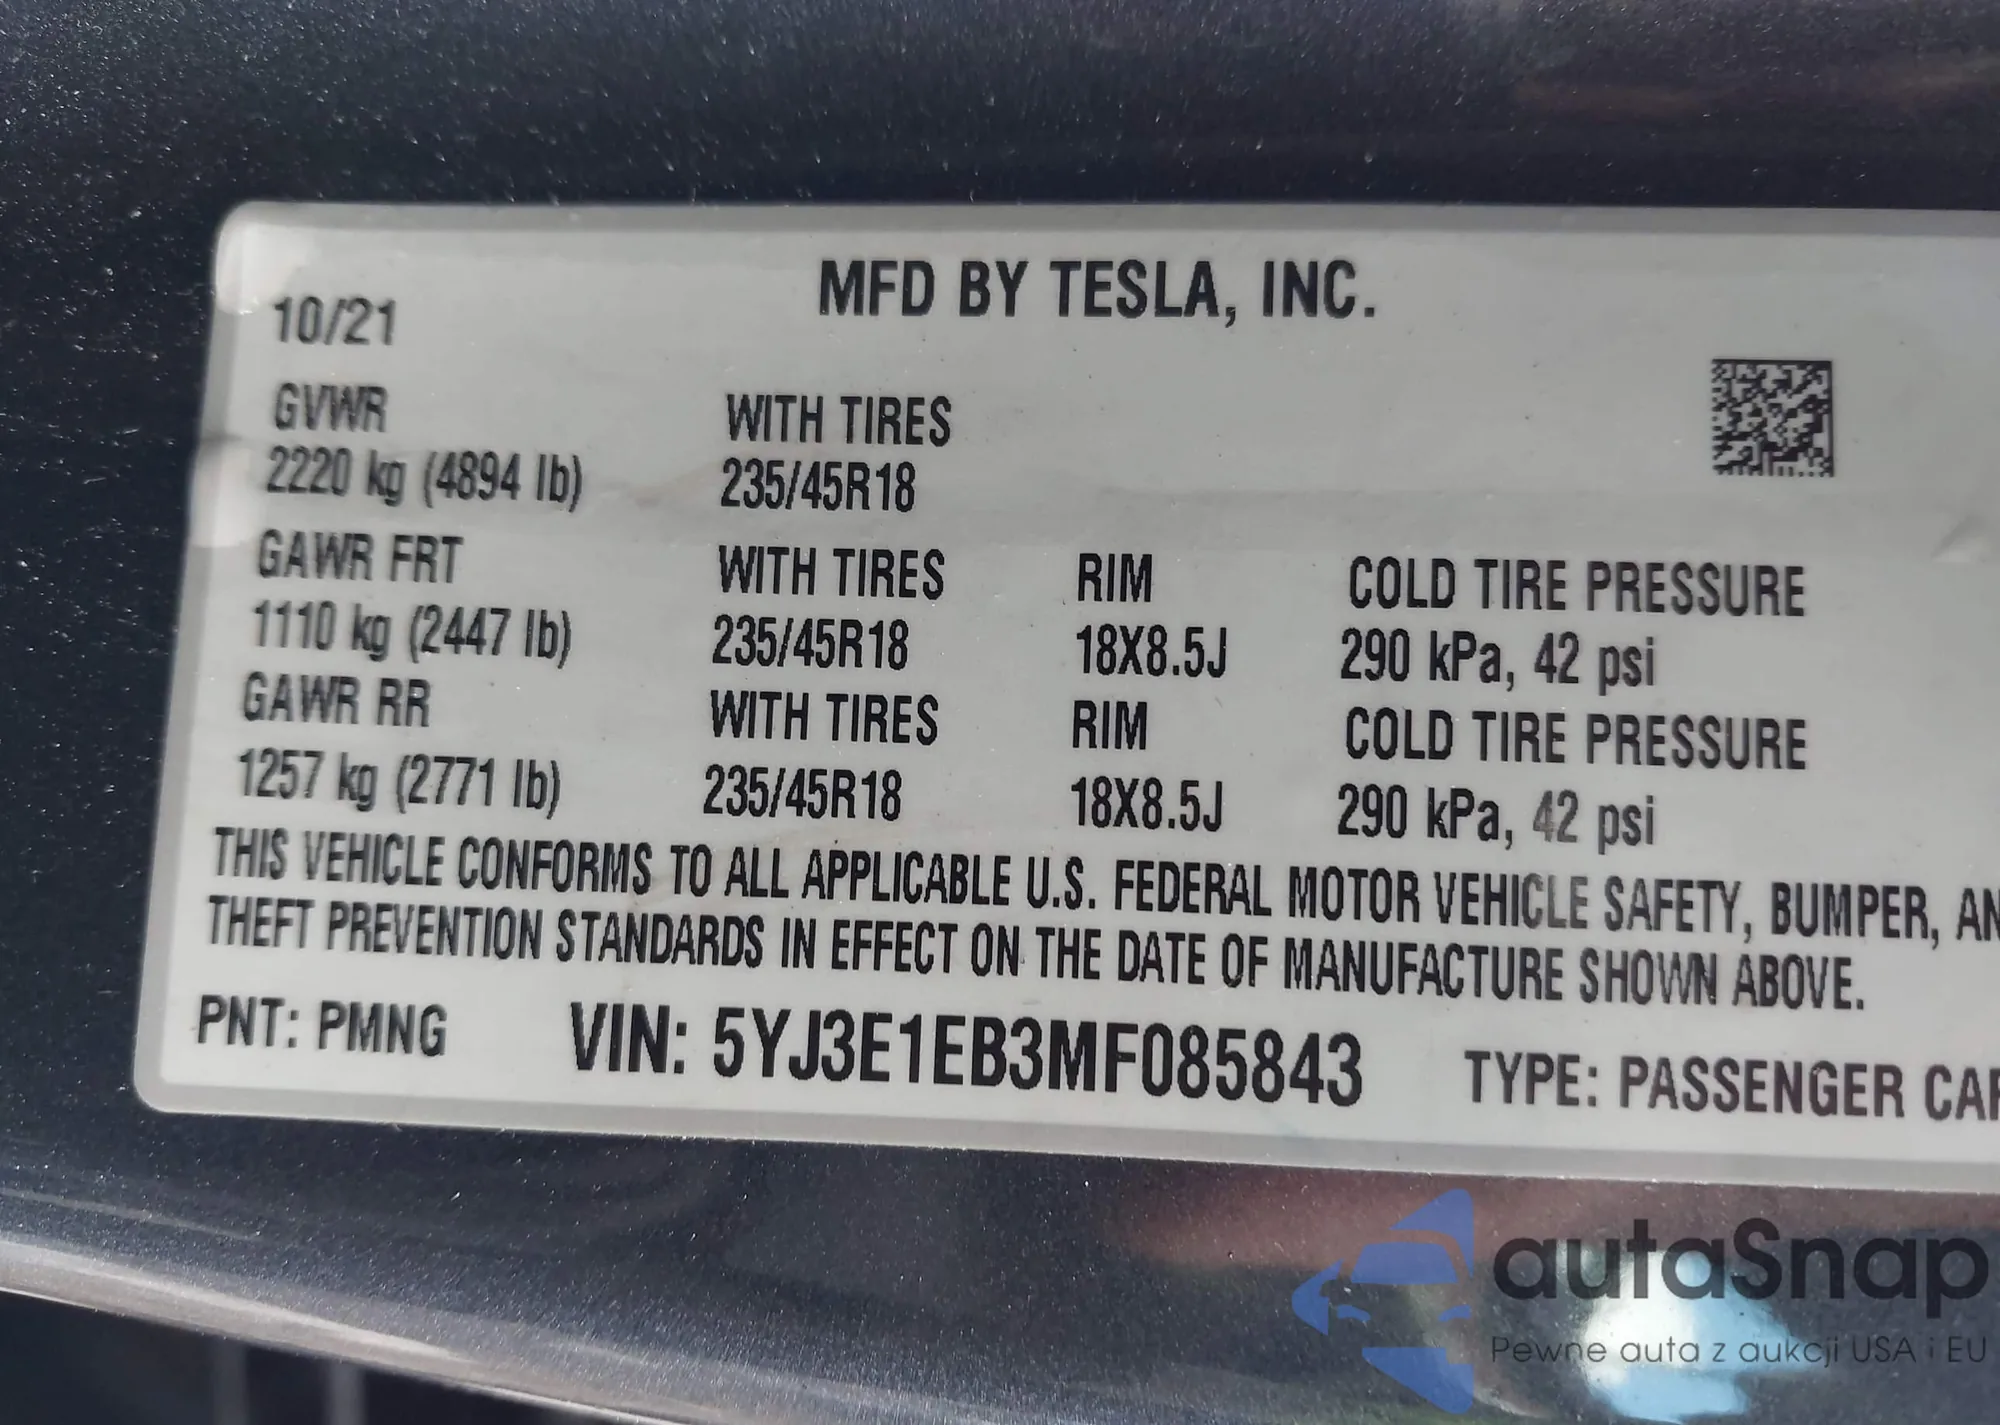 MFD BY TESLA, INC.
10/21
GVWR WITH TIRES
2220 kg (4894 lb) 235/45R18
GAWR FRT WITH TIRES RIM COLD TIRE PRESSURE
1110 kg (2447 lb) 235/45R18 18X8.5J 290 kPa, 42 psi
GAWR RR WITH TIRES RIM COLD TIRE PRESSURE
1257 kg (2771 lb) 235/45R18 18X8.5J 290 kPa, 42 psi
THIS VEHICLE CONFORMS TO ALL APPLICABLE U.S. FEDERAL MOTOR VEHICLE SAFETY, BUMPER, AN
THEFT PREVENTION STANDARDS IN EFFECT ON THE DATE OF MANUFACTURE SHOWN ABOVE.
PNT: PMNG VIN: 5YJ3E1EB3MF085843 TYPE: PASSENGER CAR
autaSnap
Pewne auta z aukcji USA i EU